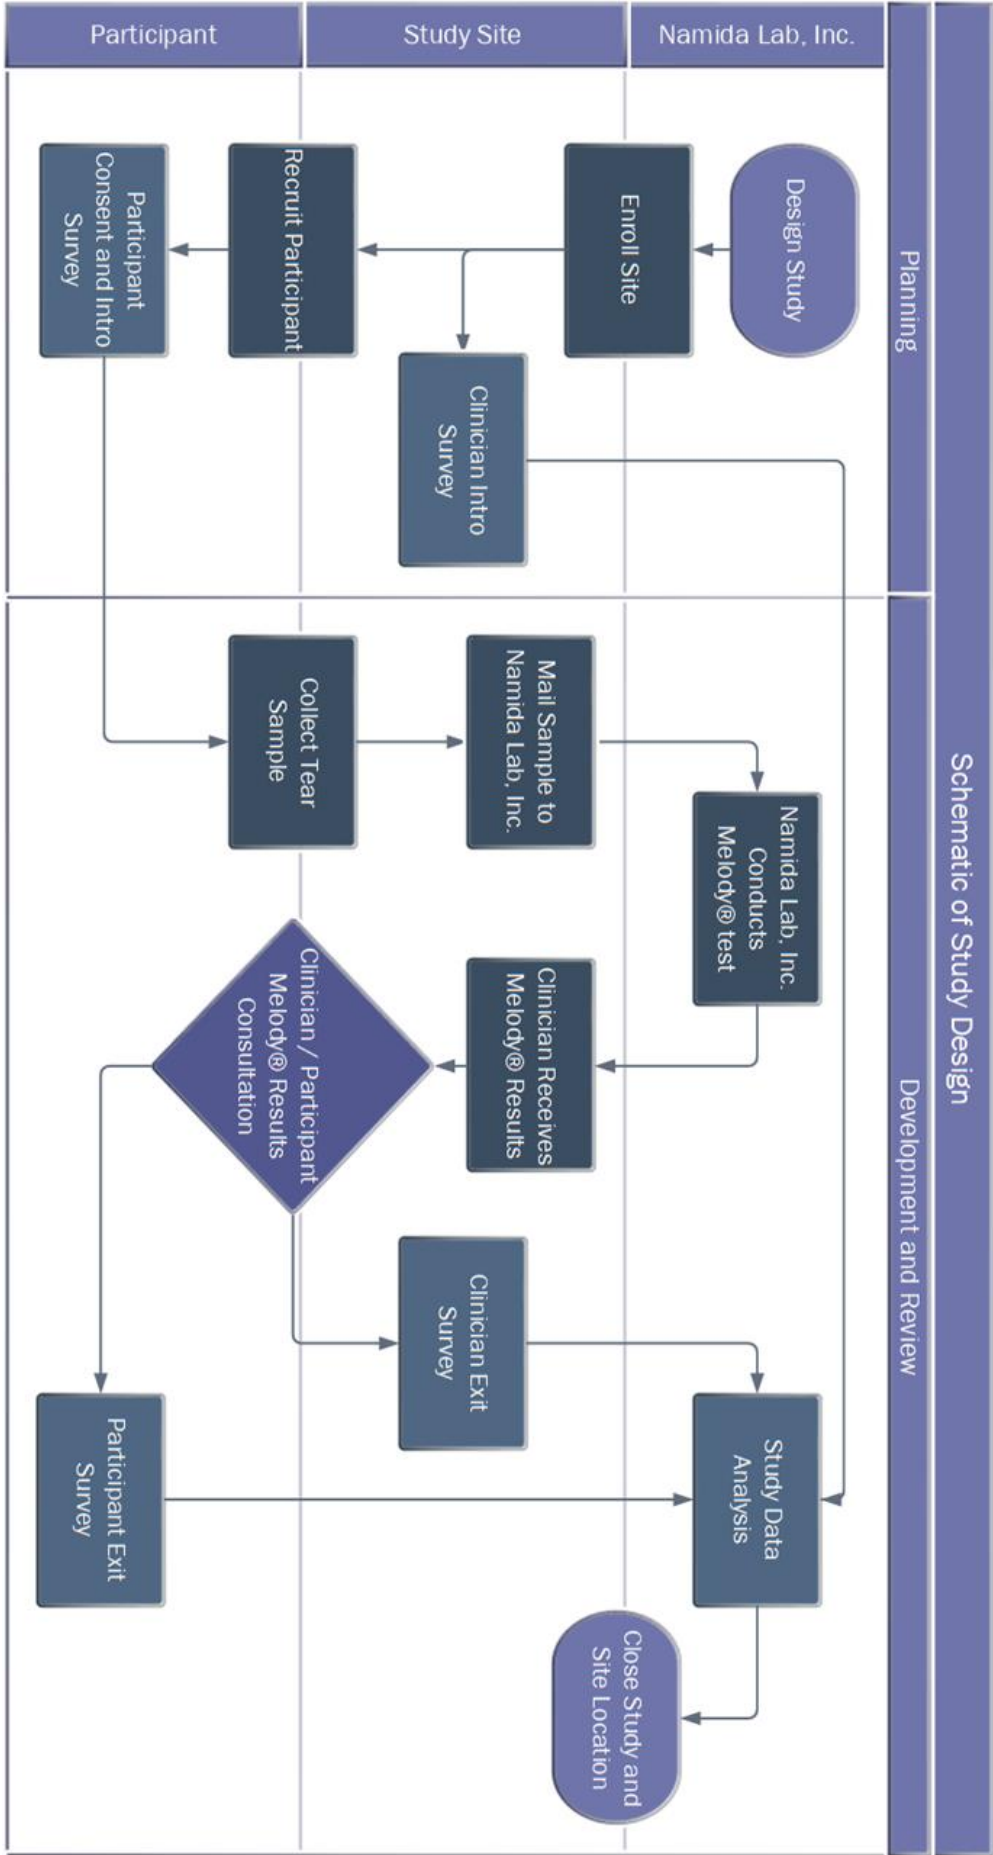 Schematic of Study Design
Planning
Development and Review
Namida Lab, Inc.
Study Site
Participant
Design Study
Enroll Site
Recruit Participant
Participant
Consent and Intro
Survey
Clinician Intro
Survey
Collect Tear
Sample
Mail Sample to
Namida Lab, Inc.
Namida Lab, Inc.
Conducts
Melody® test
Clinician Receives
Melody® Results
Clinician / Participant
Melody® Results
Consultation
Clinician Exit
Survey
Participant Exit
Survey
Study Data
Analysis
Close Study and
Site Location